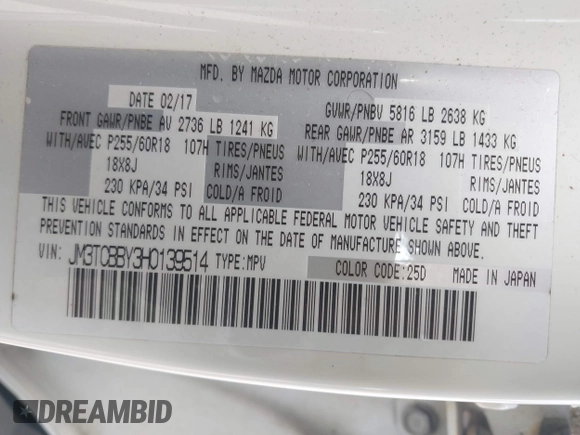 MFD. BY MAZDA MOTOR CORPORATION
DATE 02/17 GVWR/PNBV 5816 LB 2638 KG
FRONT GAWR/PNBE AV 2736 LB 1241 KG REAR GAWR/PNBE AR 3159 LB 1433 KG
WITH/AVEC P255/60R18 107H TIRES/PNEUS WITH/AVEC P255/60R18 107H TIRES/PNEUS
18X8J RIMS/JANTES 18X8J RIMS/JANTES
230 KPA/34 PSI COLD/A FROID 230 KPA/34 PSI COLD/A FROID
THIS VEHICLE CONFORMS TO ALL APPLICABLE FEDERAL MOTOR VEHICLE SAFETY AND THEFT
PREVENTION STANDARDS IN EFFECT ON THE DATE OF MANUFACTURE SHOWN ABOVE.
VIN: JM3TCBBY3H0139514 TYPE:MPV COLOR CODE:25D MADE IN JAPAN
DREAMBID